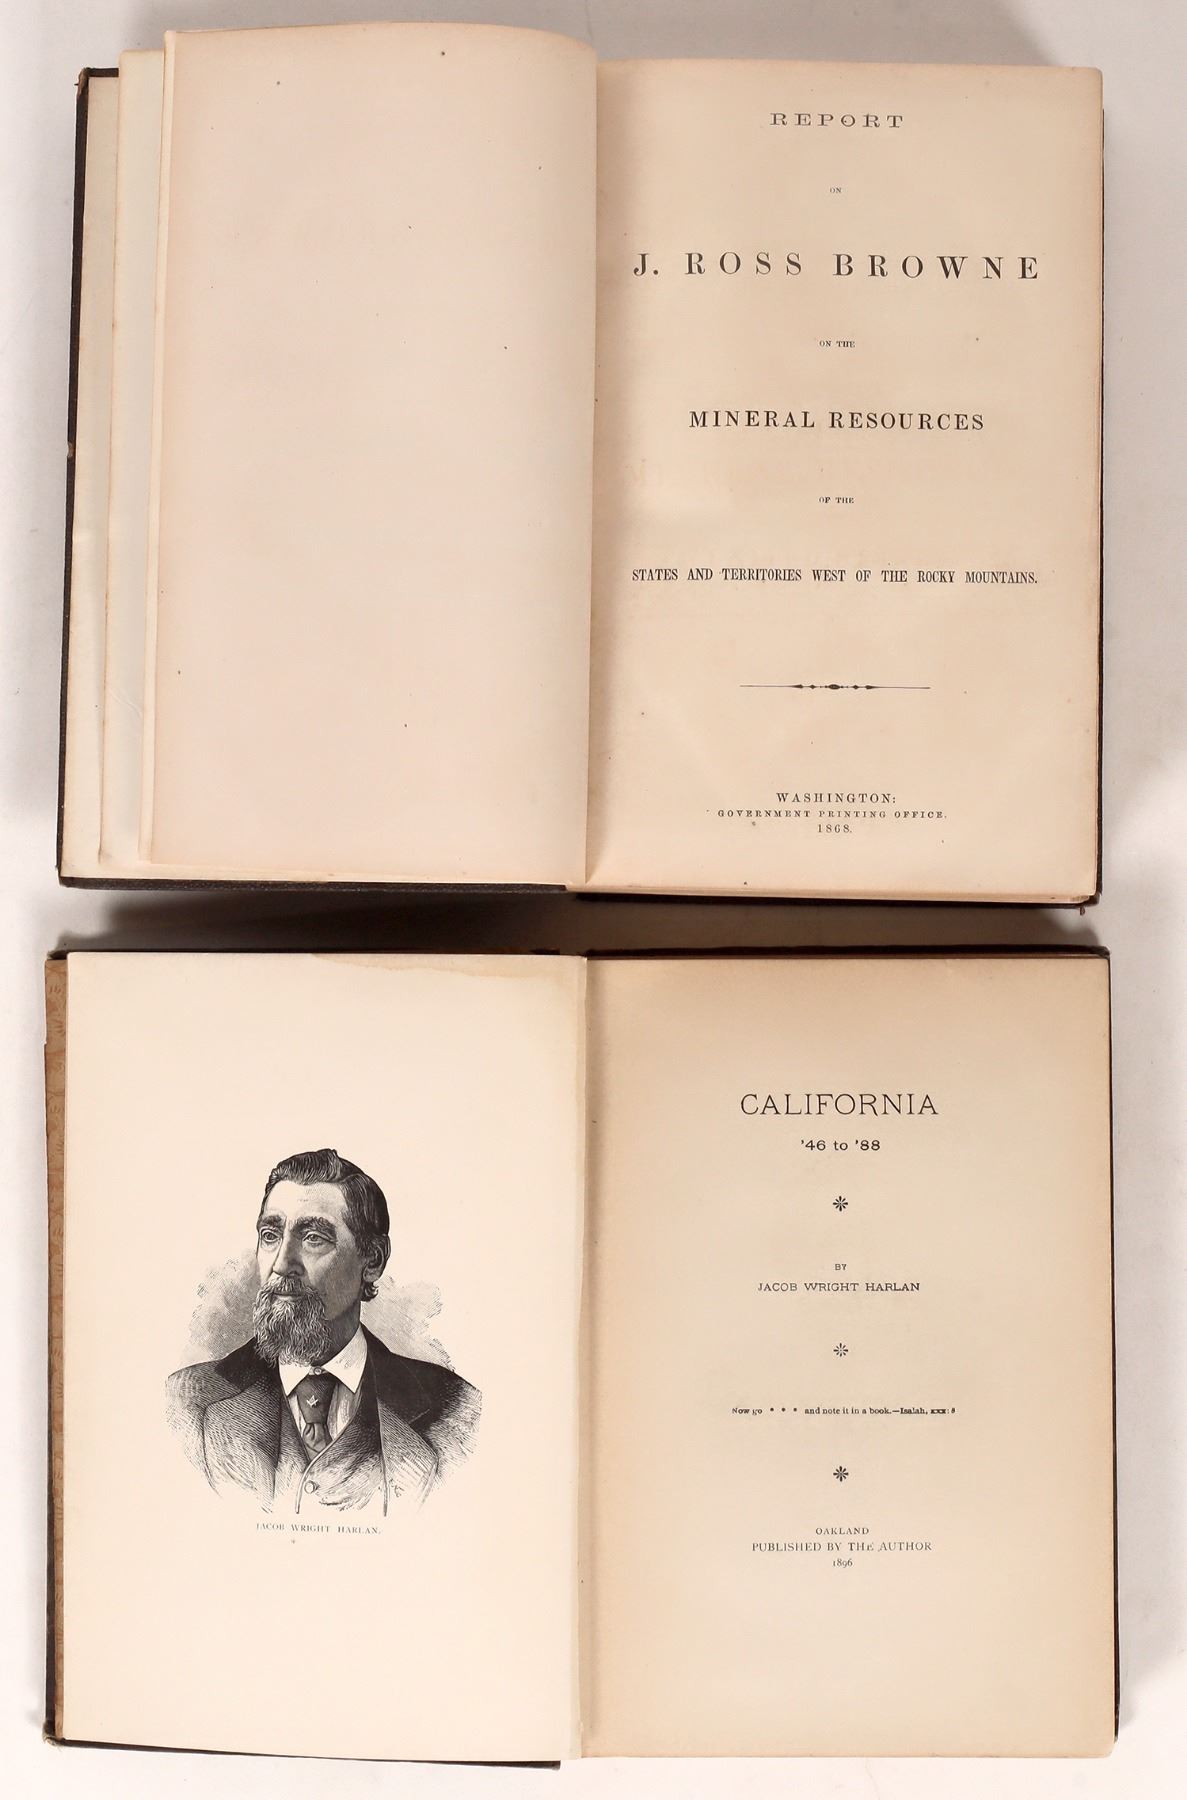 REPORT
ON
J. ROSS BROWNE
ON THE
MINERAL RESOURCES
OF THE
STATES AND TERRITORIES WEST OF THE ROCKY MOUNTAINS.
WASHINGTON:
GOVERNMENT PRINTING OFFICE.
1868.
JACOB WRIGHT HARLAN.
CALIFORNIA
'46 to '88
BY
JACOB WRIGHT HARLAN
Now go * * * and note it in a book.—Isaiah, xxx: 8
OAKLAND
PUBLISHED BY THE AUTHOR
1896